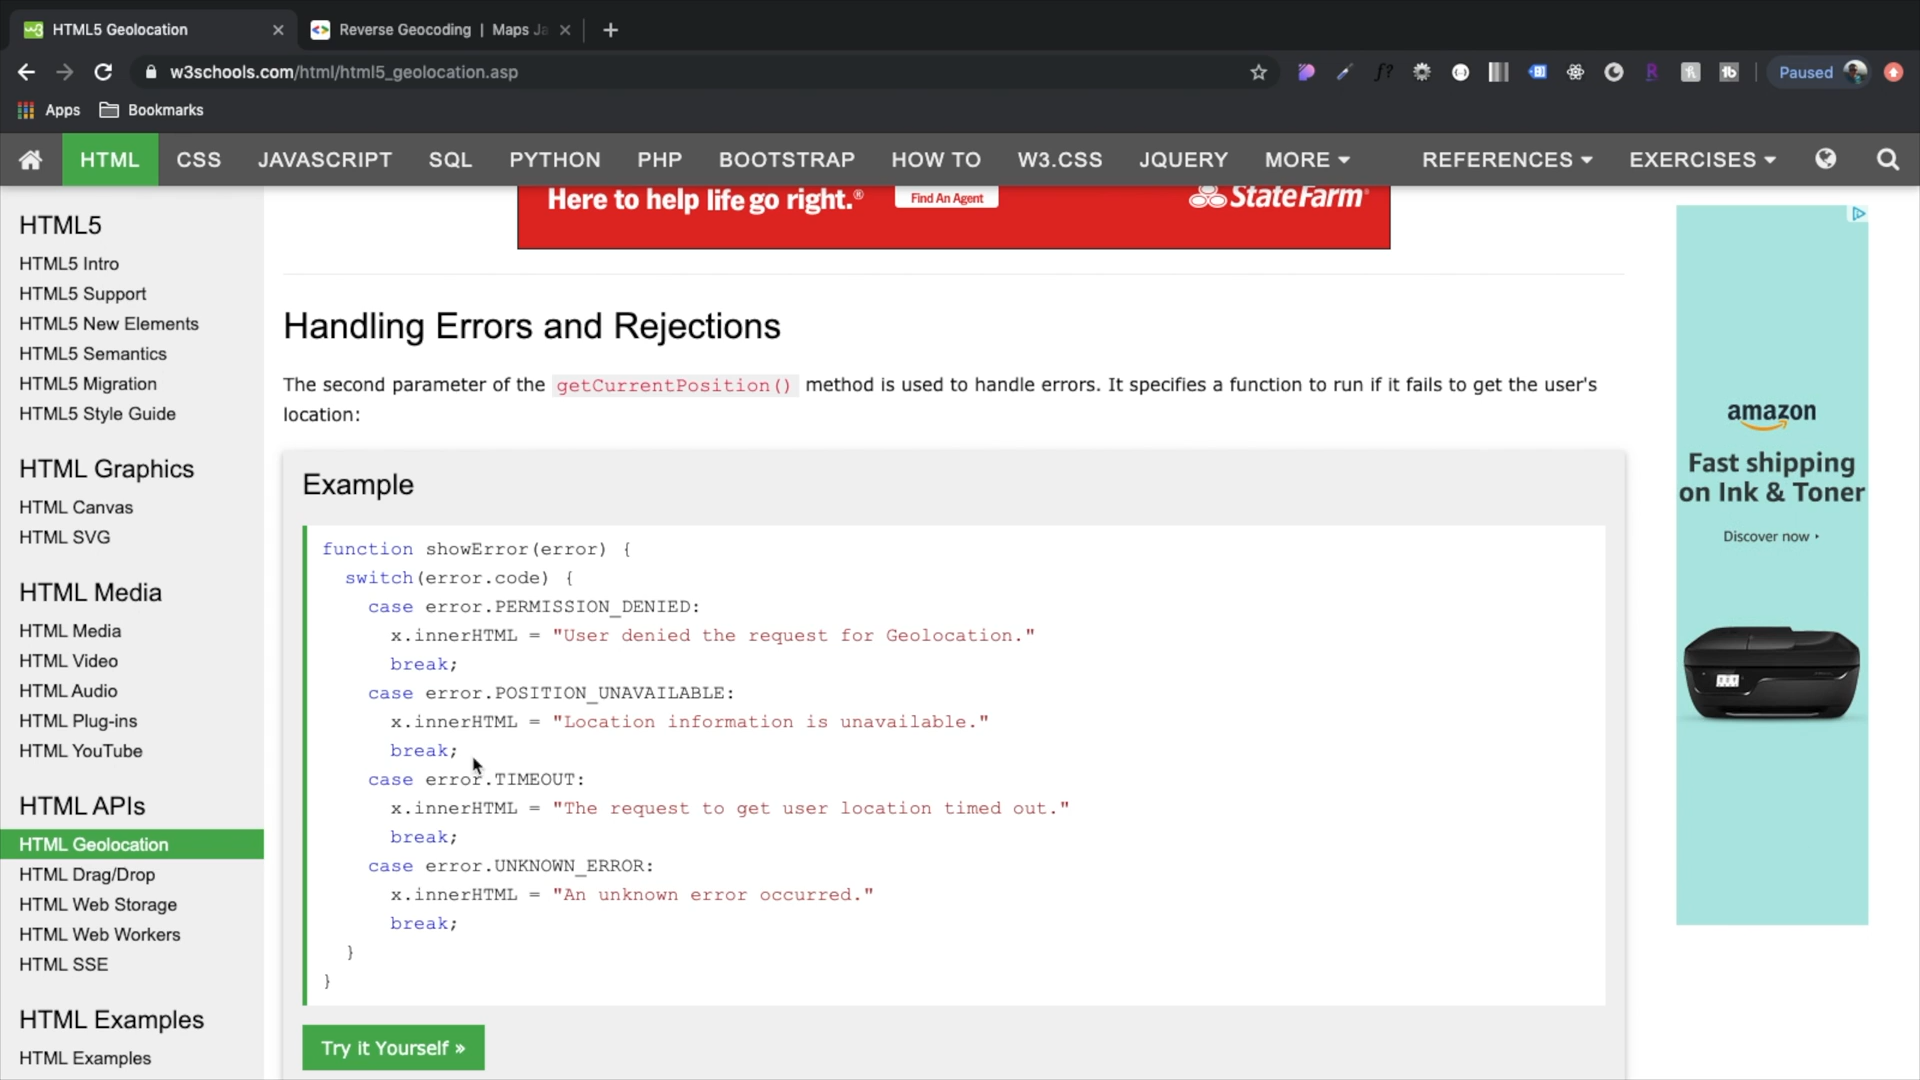 HTML5 Geolocation
Reverse Geocoding | Maps Ja
w3schools.com/html/html5_geolocation.asp
f?
Paused
Apps
Bookmarks
HTML CSS JAVASCRIPT SQL PYTHON PHP BOOTSTRAP HOW TO W3.CSS JQUERY MORE REFERENCES EXERCISES
HTML5
HTML5 Intro
HTML5 Support
HTML5 New Elements
HTML5 Semantics
HTML5 Migration
HTML5 Style Guide
HTML Graphics
HTML Canvas
HTML SVG
HTML Media
HTML Media
HTML Video
HTML Audio
HTML Plug-ins
HTML YouTube
HTML APIs
HTML Geolocation
HTML Drag/Drop
HTML Web Storage
HTML Web Workers
HTML SSE
HTML Examples
HTML Examples
Here to help life go right.®
Find An Agent
StateFarm
Handling Errors and Rejections
The second parameter of the getCurrentPosition() method is used to handle errors. It specifies a function to run if it fails to get the user's
location:
Example
function showError(error) {
switch(error.code) {
case error.PERMISSION_DENIED:
x.innerHTML = "User denied the request for Geolocation."
break;
case error.POSITION_UNAVAILABLE:
x.innerHTML = "Location information is unavailable."
break;
case error.TIMEOUT:
x.innerHTML = "The request to get user location timed out."
break;
case error.UNKNOWN_ERROR:
x.innerHTML = "An unknown error occurred."
break;
}
}
Try it Yourself »
amazon
Fast shipping
on Ink & Toner
Discover now